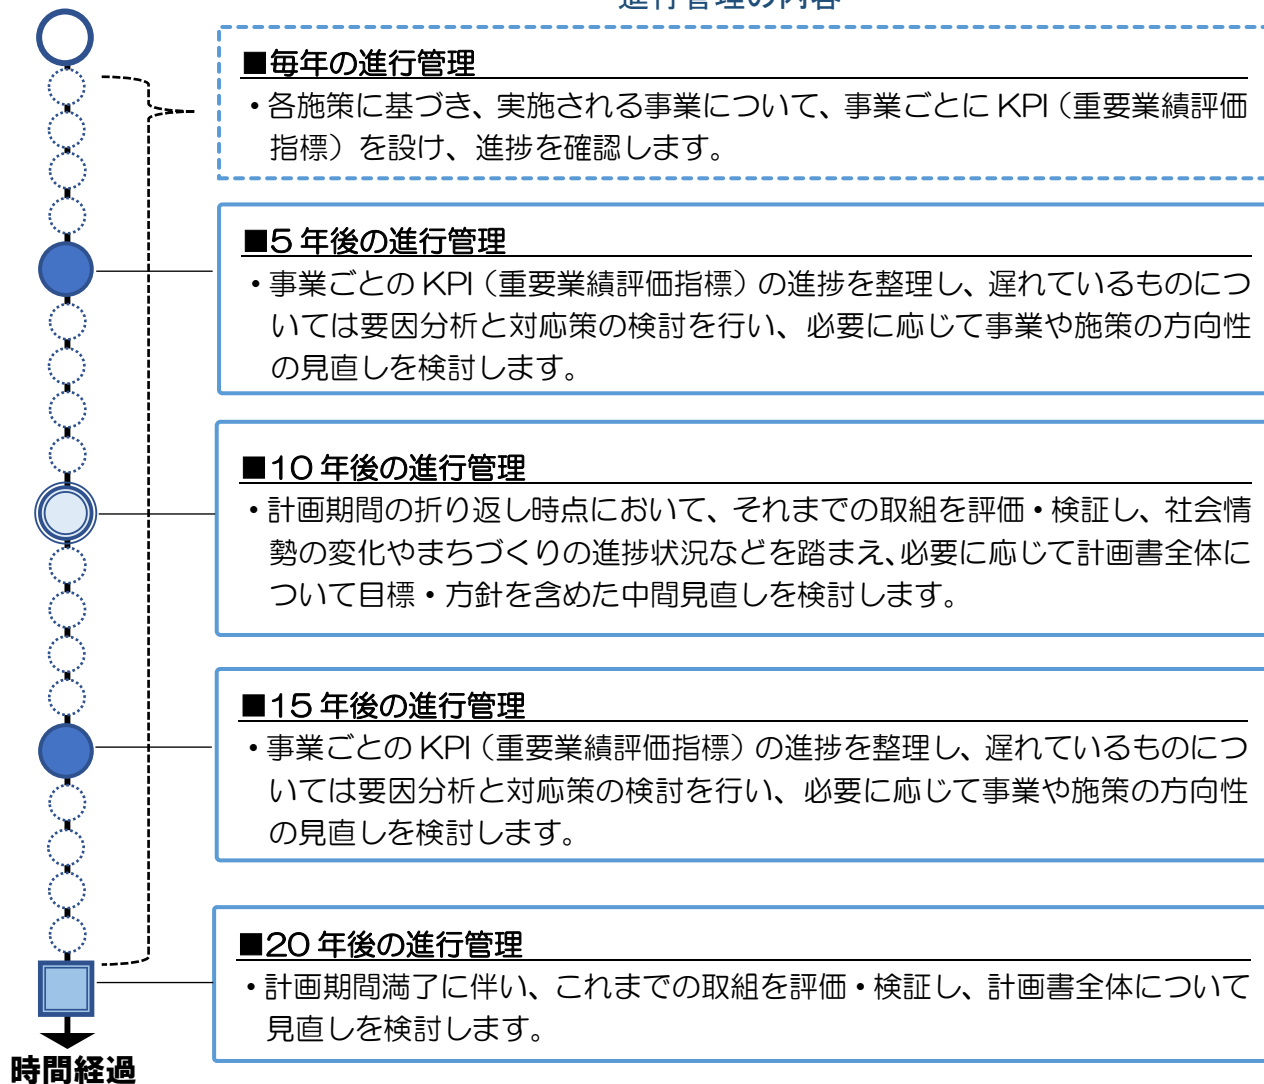 進行管理の内容
■毎年の進行管理
・各施策に基づき、実施される事業について、事業ごとに KPI（重要業績評価
指標）を設け、進捗を確認します。
■5 年後の進行管理
・事業ごとの KPI（重要業績評価指標）の進捗を整理し、遅れているものにつ
いては要因分析と対応策の検討を行い、必要に応じて事業や施策の方向性
の見直しを検討します。
■10 年後の進行管理
・計画期間の折り返し時点において、それまでの取組を評価・検証し、社会情
勢の変化やまちづくりの進捗状況などを踏まえ、必要に応じて計画書全体に
ついて目標・方針を含めた中間見直しを検討します。
■15 年後の進行管理
・事業ごとの KPI（重要業績評価指標）の進捗を整理し、遅れているものにつ
いては要因分析と対応策の検討を行い、必要に応じて事業や施策の方向性
の見直しを検討します。
■20 年後の進行管理
・計画期間満了に伴い、これまでの取組を評価・検証し、計画書全体について
見直しを検討します。
時間経過